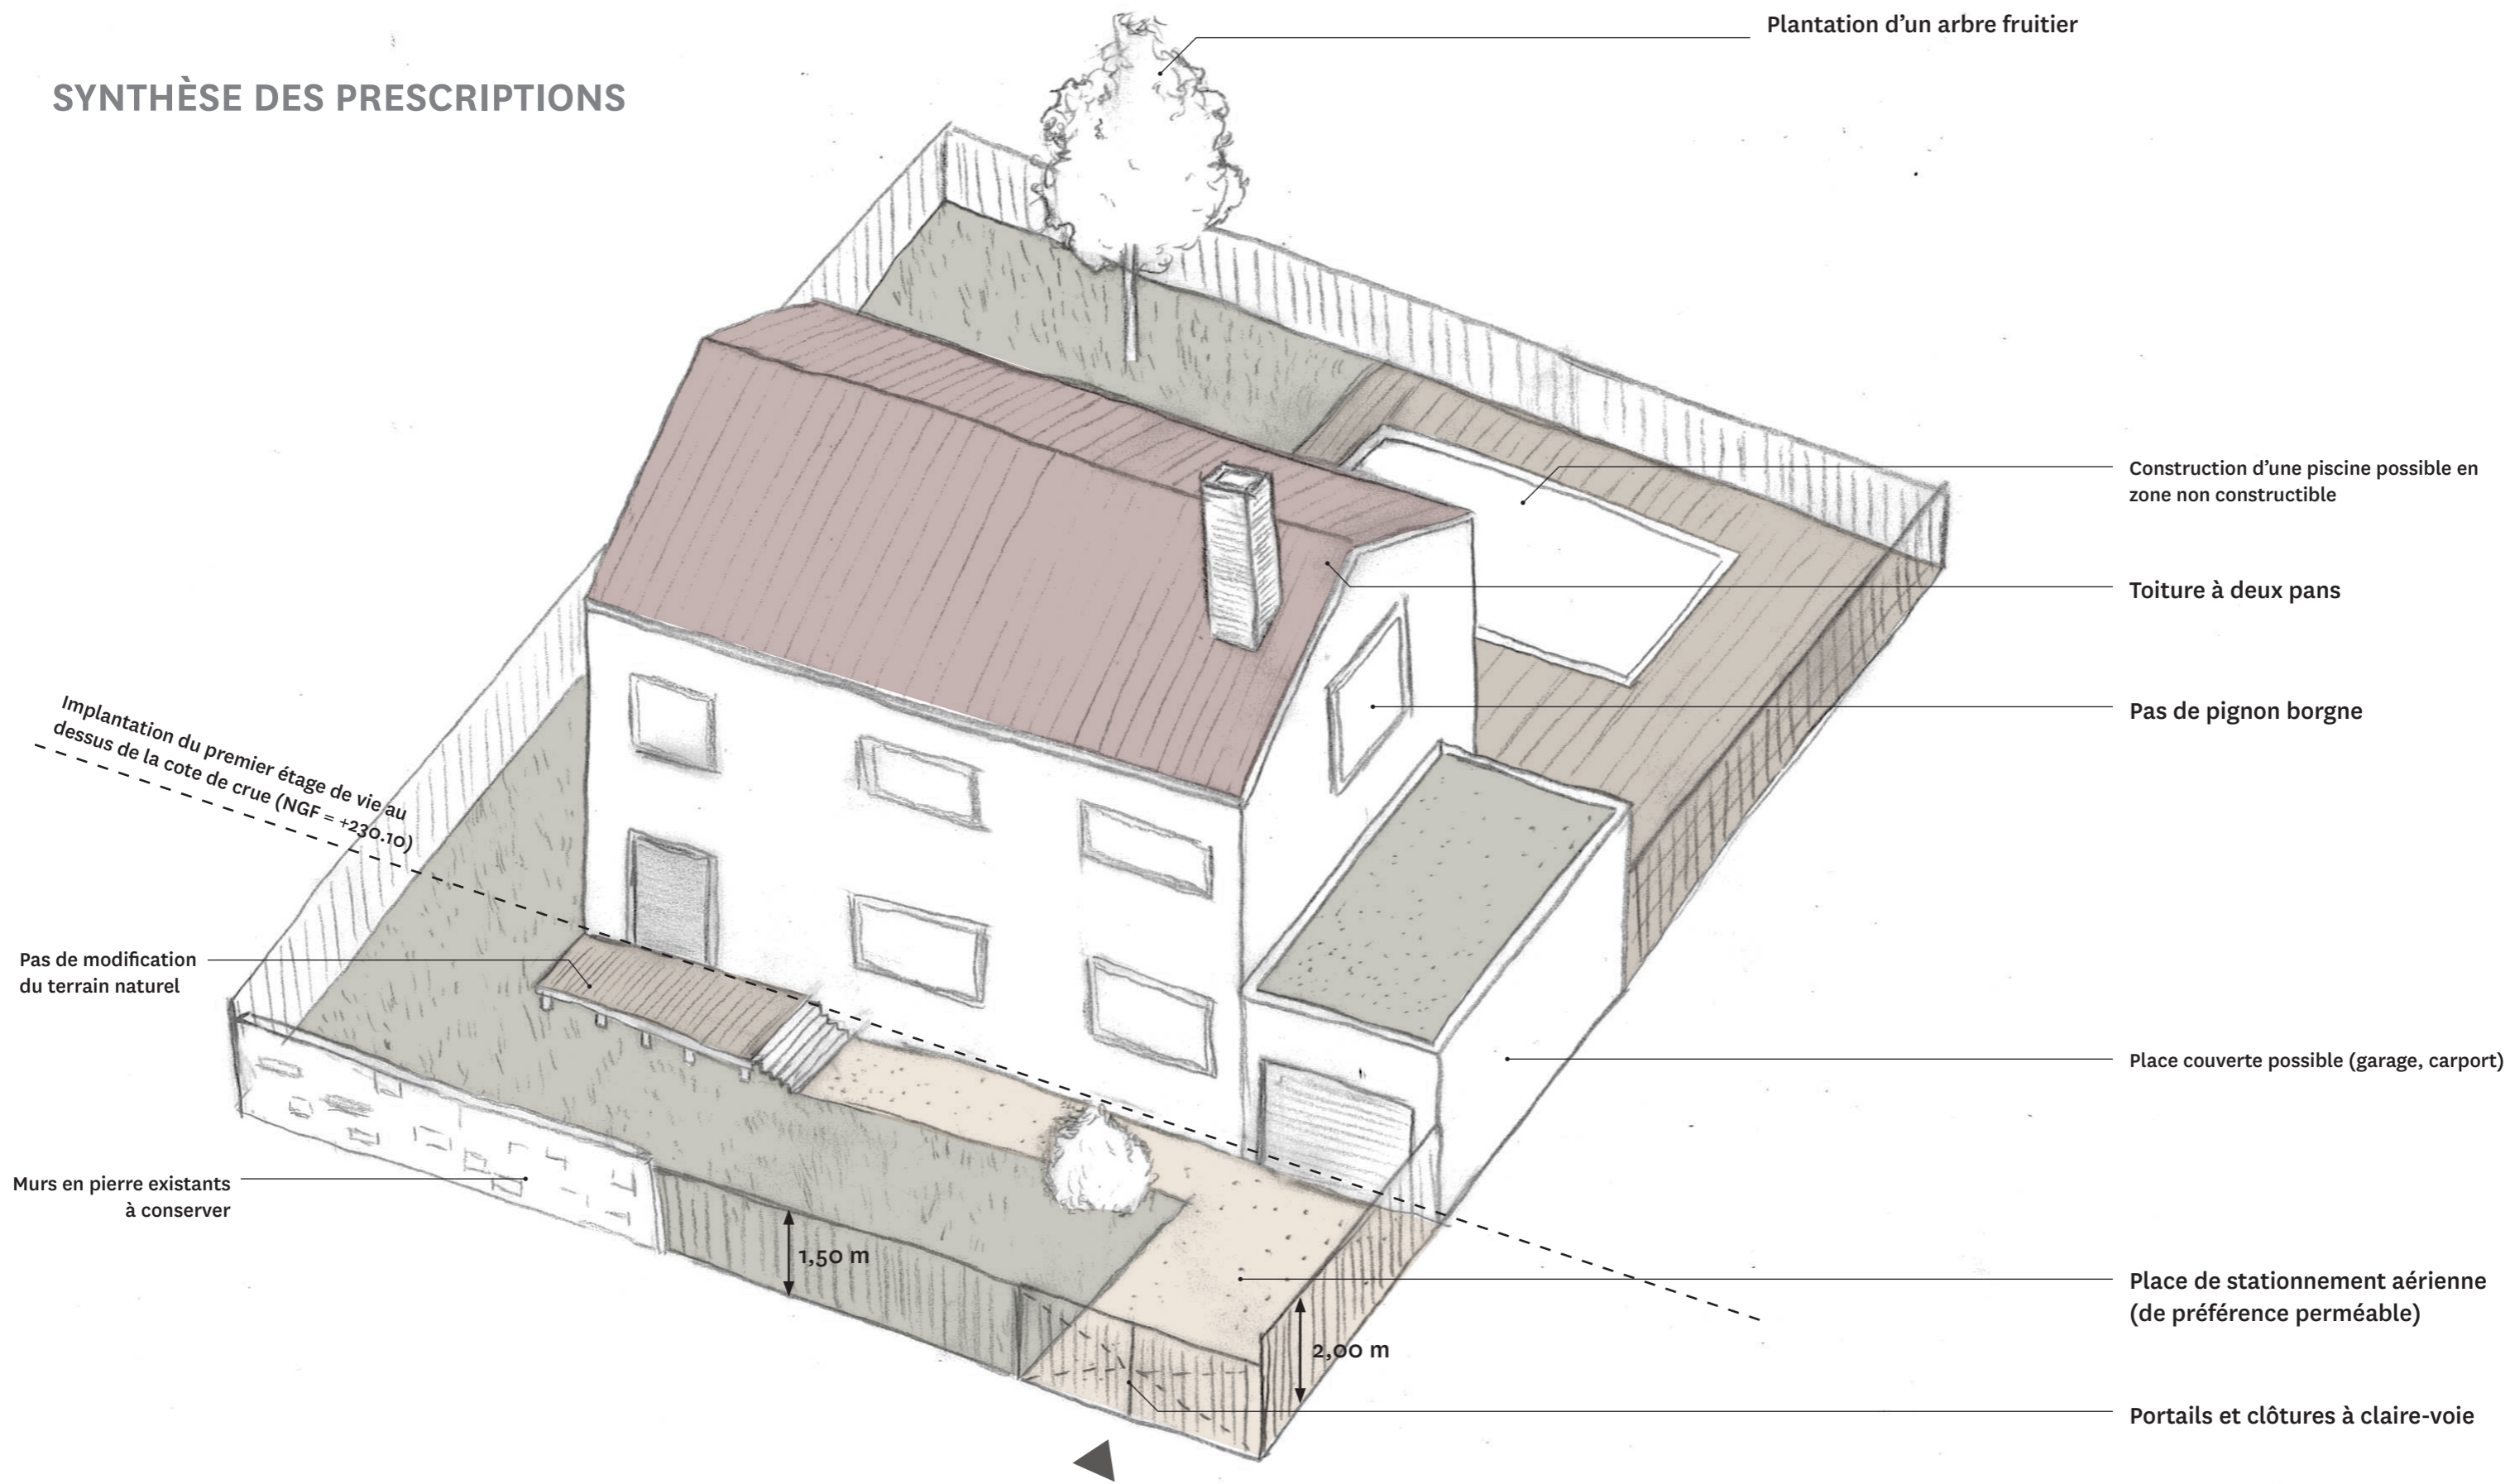 SYNTHÈSE DES PRESCRIPTIONS
Plantation d’un arbre fruitier
Construction d’une piscine possible en
zone non constructible
Toiture à deux pans
Pas de pignon borgne
Implantation du premier étage de vie au
dessus de la cote de crue (NGF = +230.10)
Pas de modification
du terrain naturel
Place couverte possible (garage, carport)
Murs en pierre existants
à conserver
1,50 m
Place de stationnement aérienne
(de préférence perméable)
2,00 m
Portails et clôtures à claire-voie